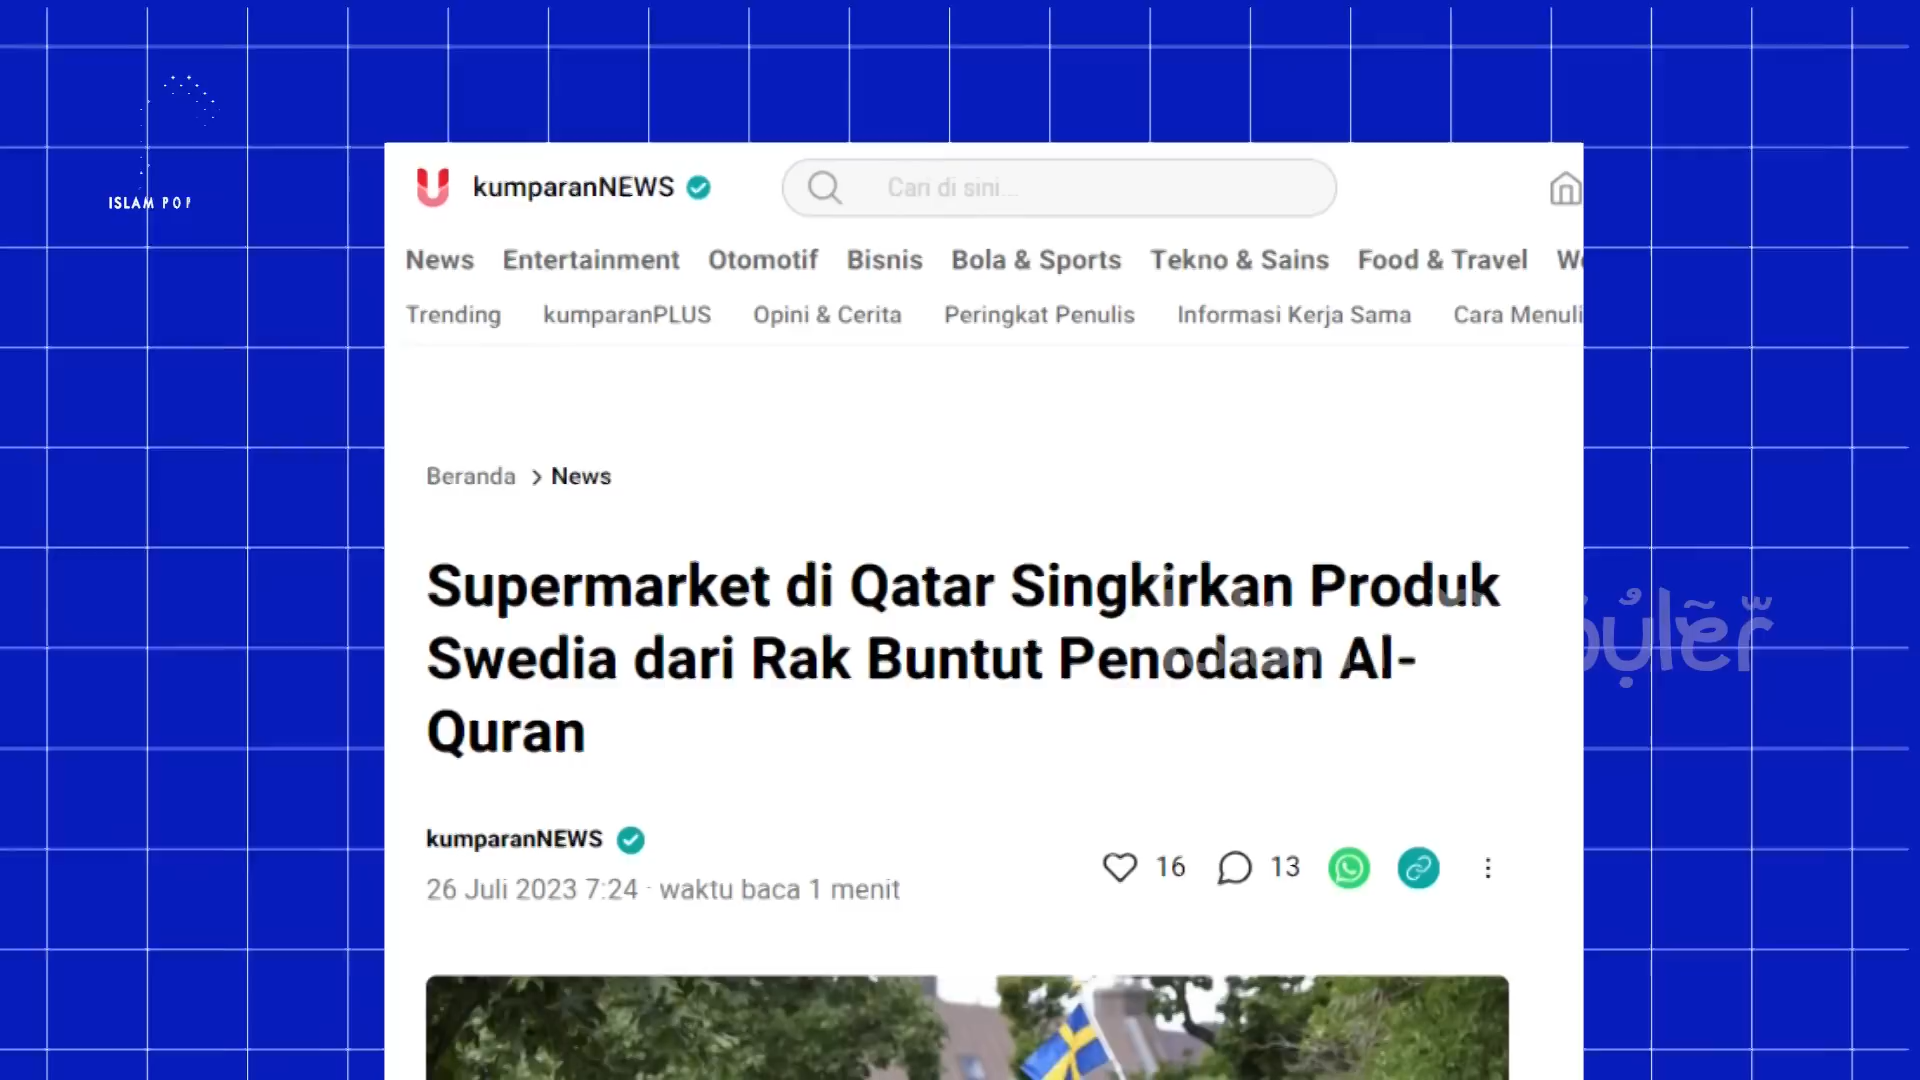 ISLAM POP
kumparanNEWS
Cari di sini...
News Entertainment Otomotif Bisnis Bola & Sports Tekno & Sains Food & Travel
Trending kumparanPLUS Opini & Cerita Peringkat Penulis Informasi Kerja Sama Cara Menuli
Beranda > News
Supermarket di Qatar Singkirkan Produk
Swedia dari Rak Buntut Penodaan Al-
Quran
kumparanNEWS
26 Juli 2023 7:24 · waktu baca 1 menit
16 13